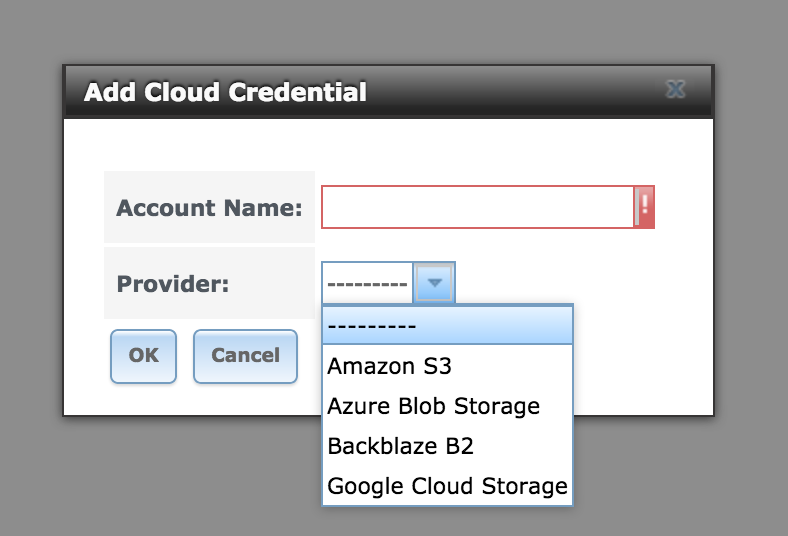 Add Cloud Credential
x
Account Name:
!
Provider:
---------
---------
Amazon S3
Azure Blob Storage
Backblaze B2
Google Cloud Storage
OK
Cancel